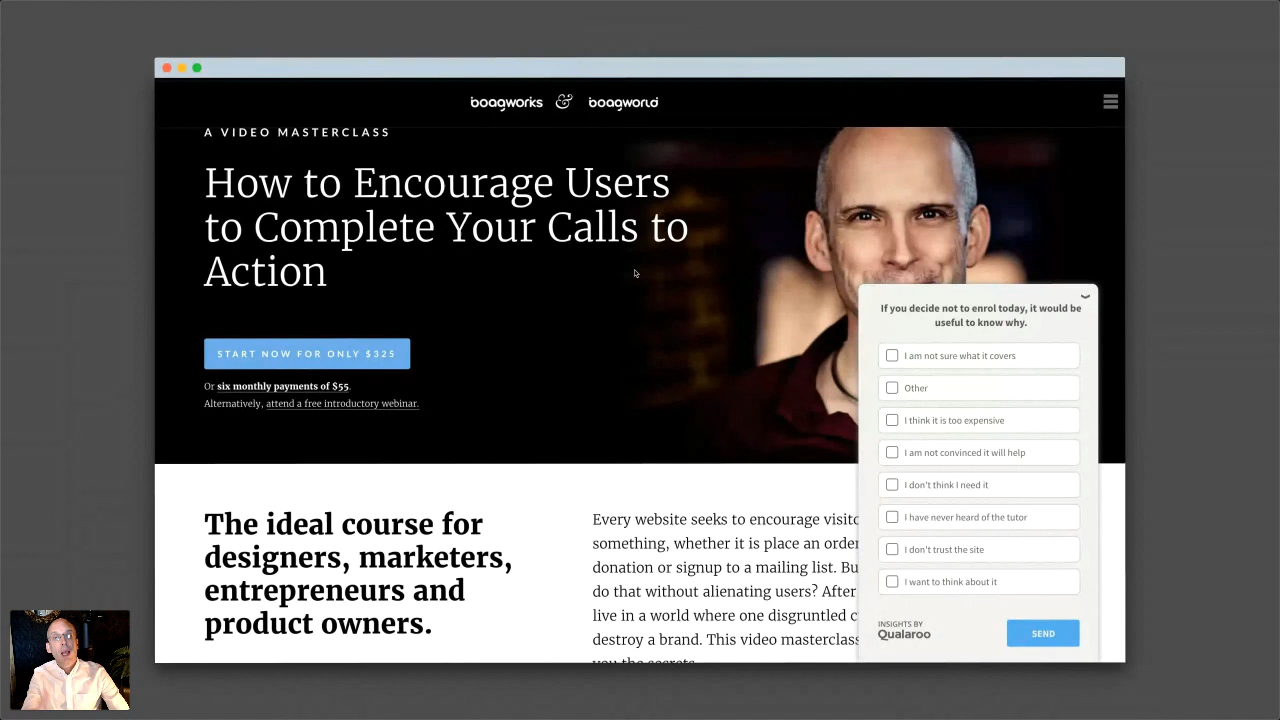 boagworks & boagworld
A VIDEO MASTERCLASS
How to Encourage Users
to Complete Your Calls to
Action
START NOW FOR ONLY $325
Or six monthly payments of $55.
Alternatively, attend a free introductory webinar.
If you decide not to enrol today, it would be
useful to know why.
I am not sure what it covers
Other
I think it is too expensive
I am not convinced it will help
I don't think I need it
I have never heard of the tutor
I don't trust the site
I want to think about it
INSIGHTS BY
Qualaroo
SEND
The ideal course for
designers, marketers,
entrepreneurs and
product owners.
Every website seeks to encourage visito
something, whether it is place an order
donation or signup to a mailing list. Bu
do that without alienating users? After
live in a world where one disgruntled c
destroy a brand. This video masterclass
you the secrets